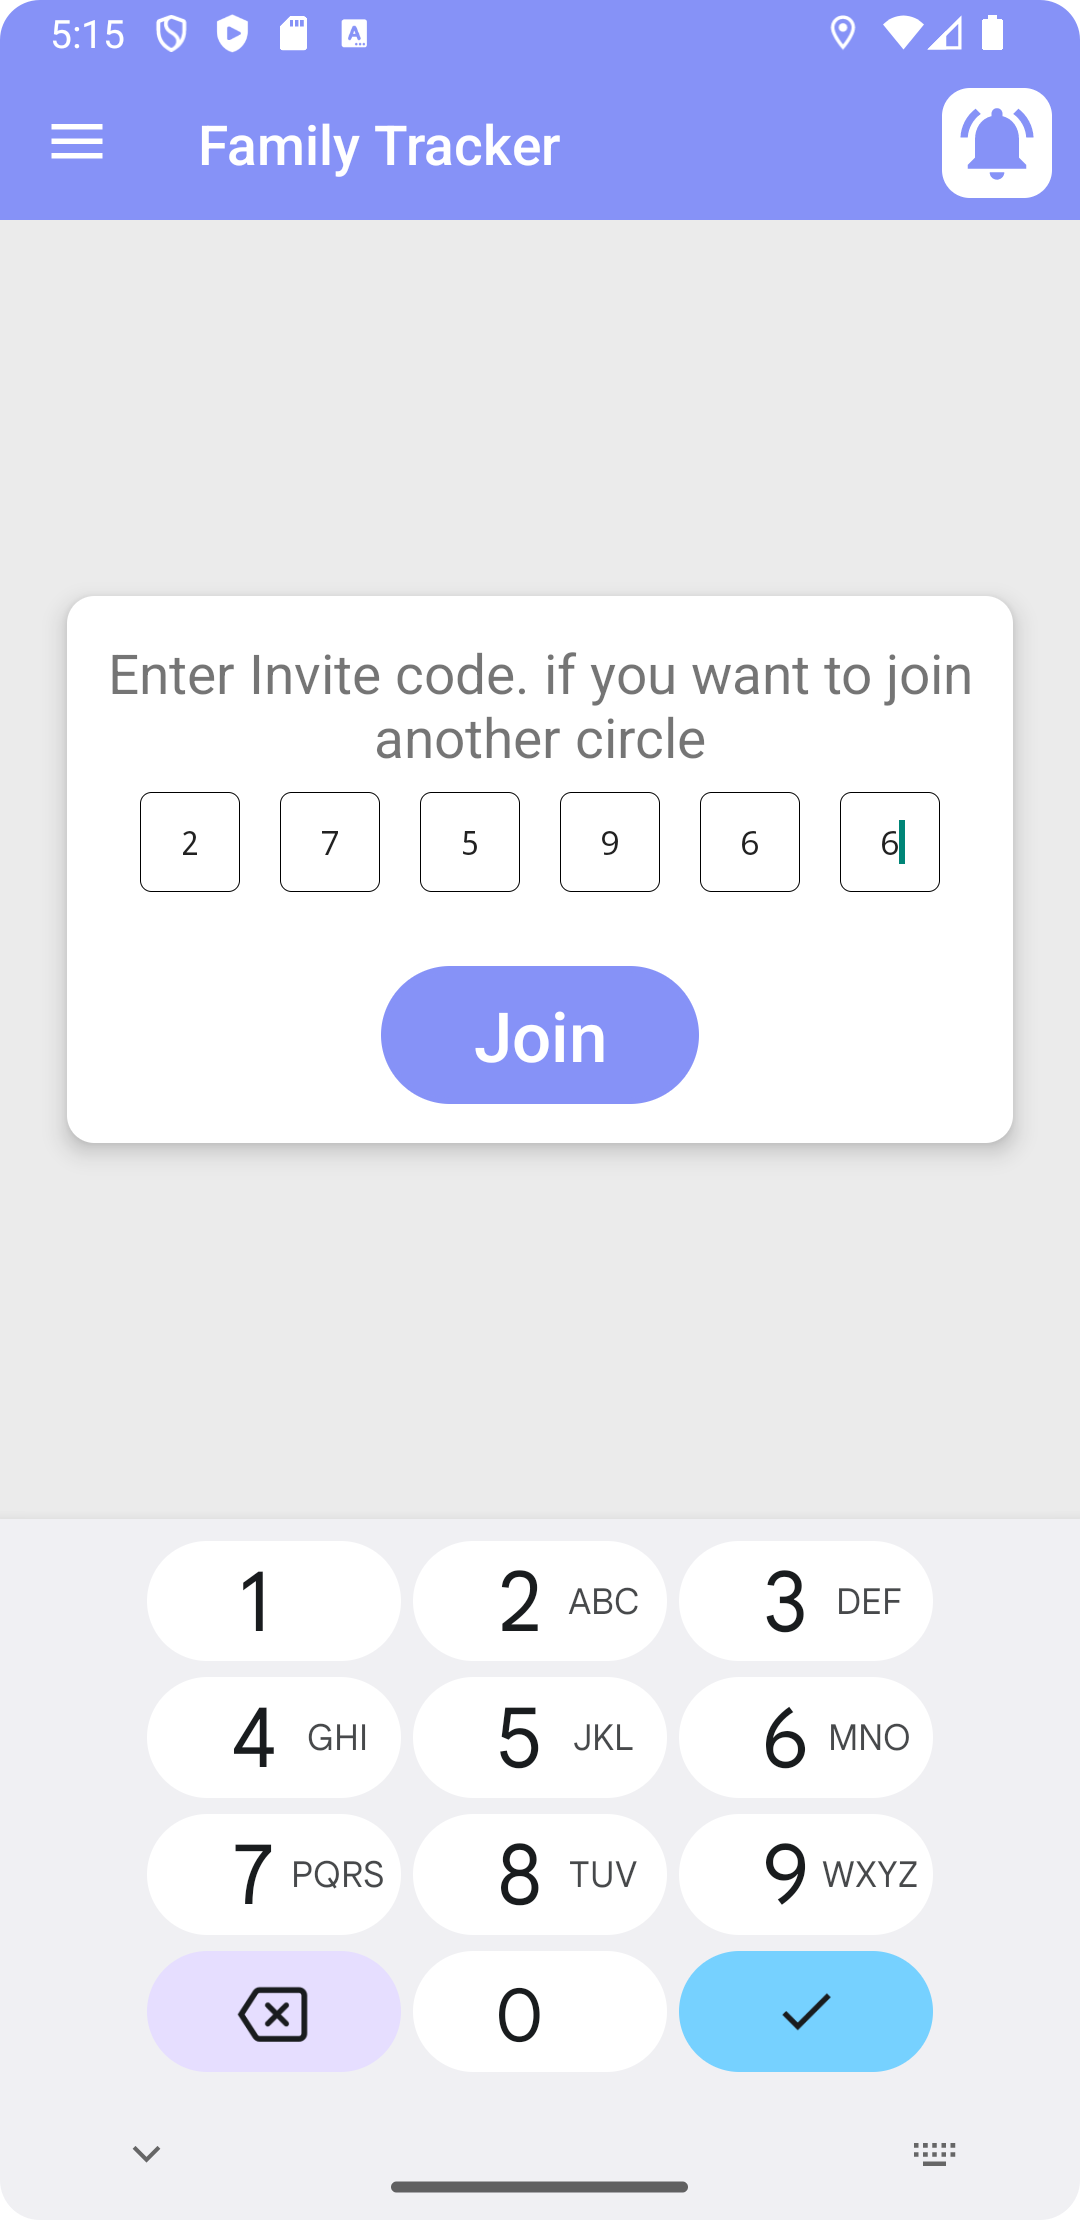 5:15
Family Tracker
Enter Invite code. if you want to join
another circle
2 7 5 9 6 6
Join
1 2 ABC 3 DEF
4 GHI 5 JKL 6 MNO
7 PQRS 8 TUV 9 WXYZ
0